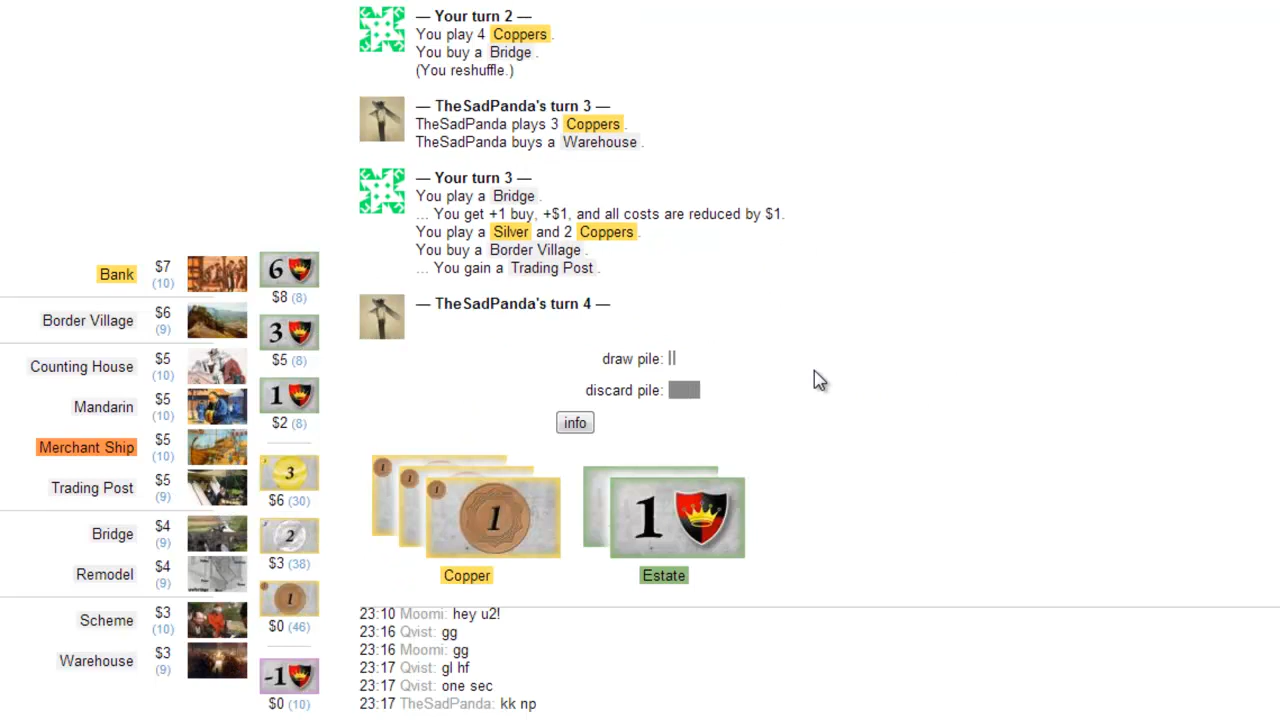 — Your turn 2 —
You play 4 Coppers.
You buy a Bridge.
(You reshuffle.)
— TheSadPanda's turn 3 —
TheSadPanda plays 3 Coppers.
TheSadPanda buys a Warehouse.
— Your turn 3 —
You play a Bridge.
... You get +1 buy, +$1, and all costs are reduced by $1.
You play a Silver and 2 Coppers.
You buy a Border Village.
... You gain a Trading Post.
— TheSadPanda's turn 4 —
draw pile:
discard pile:
info
Bank $7 (10)
Border Village $6 (9)
Counting House $5 (10)
Mandarin $5 (10)
Merchant Ship $5 (10)
Trading Post $5 (9)
Bridge $4 (9)
Remodel $4 (9)
Scheme $3 (10)
Warehouse $3 (9)
6
$8 (8)
3
$5 (8)
1
$2 (8)
3
$6 (30)
2
$3 (38)
1
$0 (46)
-1
$0 (10)
1
1
1
1
Copper
1
Estate
23:10 Moomi: hey u2!
23:16 Qvist: gg
23:16 Moomi: gg
23:17 Qvist: gl hf
23:17 Qvist: one sec
23:17 TheSadPanda: kk np